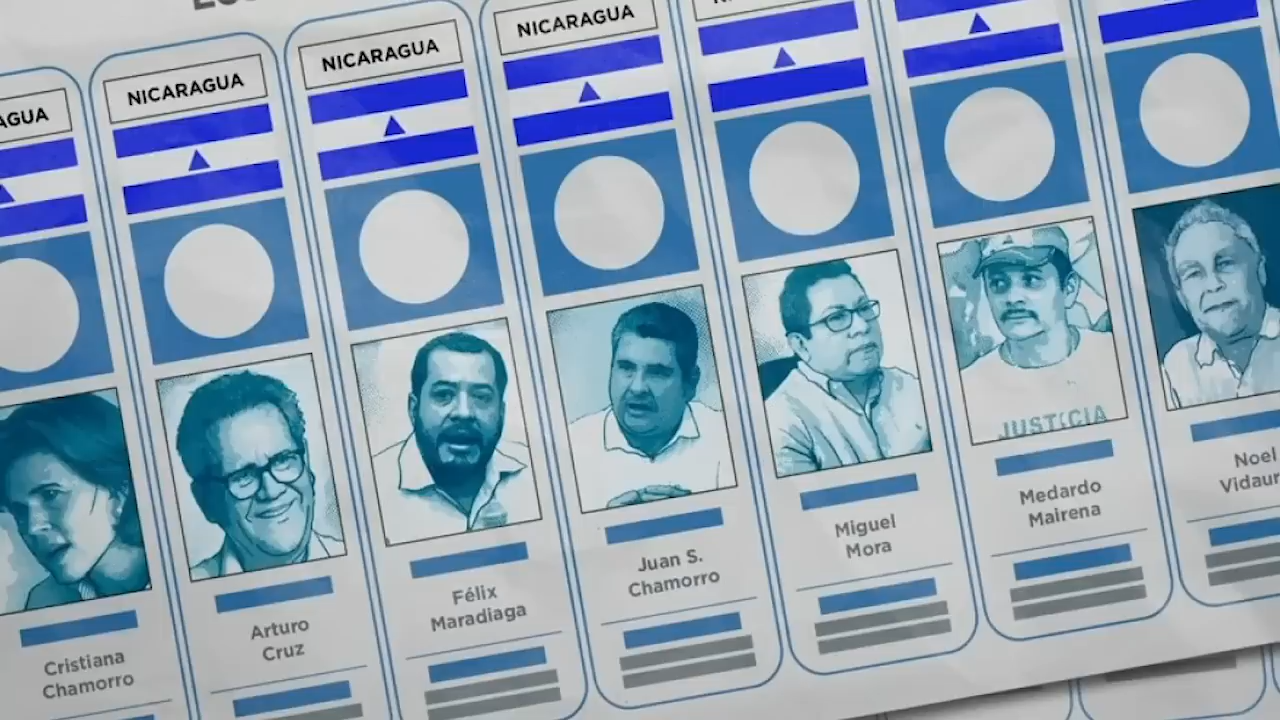 NICARAGUA
NICARAGUA
NICARAGUA
JUSTICIA
Cristiana
Chamorro
Arturo
Cruz
Félix
Maradiaga
Juan S.
Chamorro
Miguel
Mora
Medardo
Mairena
Noel